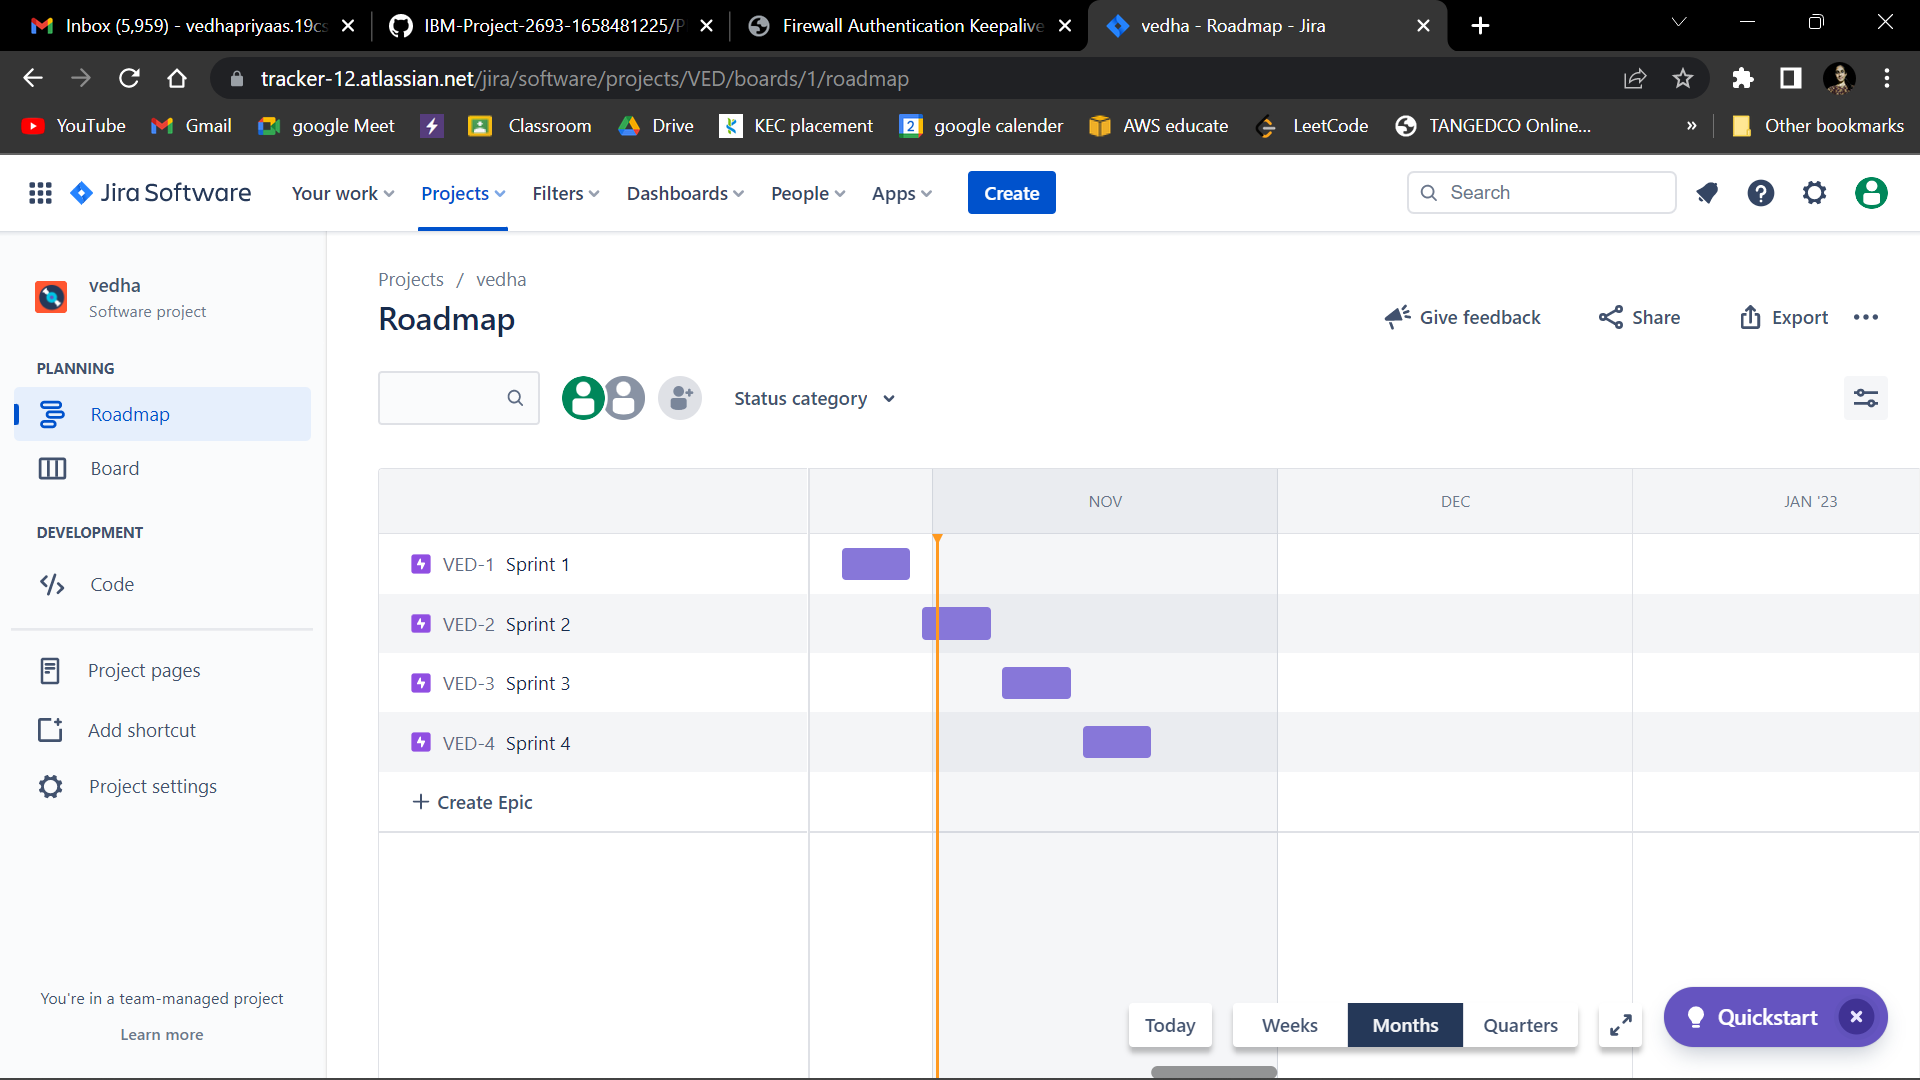 Inbox (5,959) - vedhapriyaas.19cs
IBM-Project-2693-1658481225/P
Firewall Authentication Keepalive
vedha - Roadmap - Jira
tracker-12.atlassian.net/jira/software/projects/VED/boards/1/roadmap
YouTube Gmail google Meet Classroom Drive KEC placement 2 google calender AWS educate LeetCode TANGEDCO Online... » Other bookmarks
Jira Software Your work Projects Filters Dashboards People Apps Create Search
vedha
Software project
PLANNING
Roadmap
Board
DEVELOPMENT
Code
Project pages
Add shortcut
Project settings
You're in a team-managed project
Learn more
Projects / vedha
Roadmap
Give feedback Share Export
Status category
NOV DEC JAN '23
VED-1 Sprint 1
VED-2 Sprint 2
VED-3 Sprint 3
VED-4 Sprint 4
+ Create Epic
Today Weeks Months Quarters Quickstart